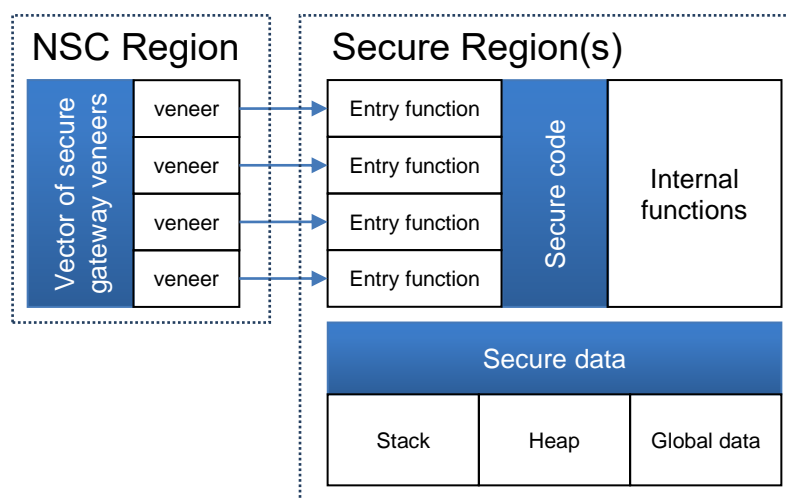 NSC Region
Vector of secure
gateway veneers
veneer
veneer
veneer
veneer
Secure Region(s)
Entry function
Entry function
Entry function
Entry function
Secure code
Internal
functions
Secure data
Stack
Heap
Global data